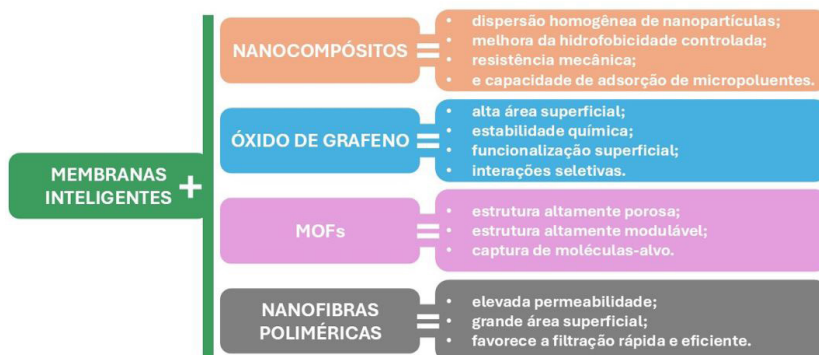 MEMBRANAS
INTELIGENTES
+
NANOCOMPÓSITOS
=
• dispersão homogênea de nanopartículas;
• melhora da hidrofobicidade controlada;
• resistência mecânica;
• e capacidade de adsorção de micropoluentes.
ÓXIDO DE GRAFENO
=
• alta área superficial;
• estabilidade química;
• funcionalização superficial;
• interações seletivas.
MOFs
=
• estrutura altamente porosa;
• estrutura altamente modulável;
• captura de moléculas-alvo.
NANOFIBRAS
POLIMÉRICAS
=
• elevada permeabilidade;
• grande área superficial;
• favorece a filtração rápida e eficiente.